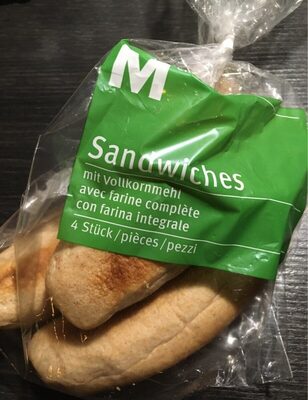 M
Sandwiches
mit Vollkornmehl
avec farine complète
con farina integrale
4 Stück/pièces/pezzi